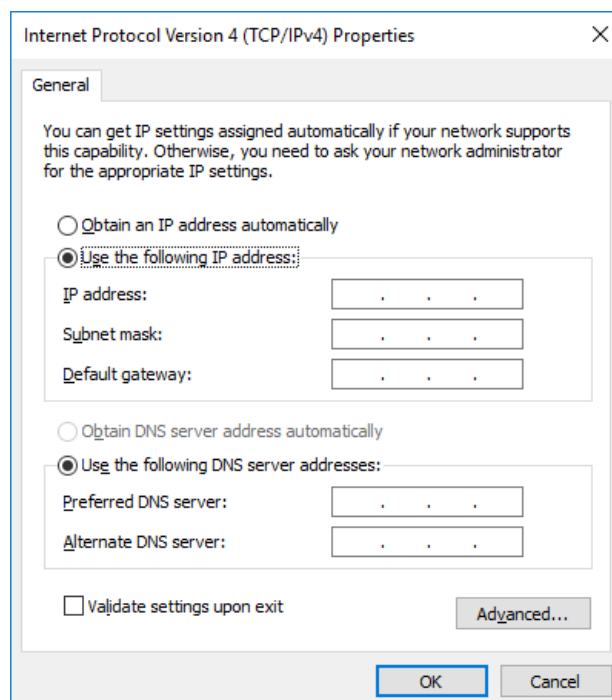 Internet Protocol Version 4 (TCP/IPv4) Properties
General
You can get IP settings assigned automatically if your network supports
this capability. Otherwise, you need to ask your network administrator
for the appropriate IP settings.
Obtain an IP address automatically
Use the following IP address:
IP address: . . .
Subnet mask: . . .
Default gateway: . . .
Obtain DNS server address automatically
Use the following DNS server addresses:
Preferred DNS server: . . .
Alternate DNS server: . . .
Validate settings upon exit
Advanced...
OK Cancel